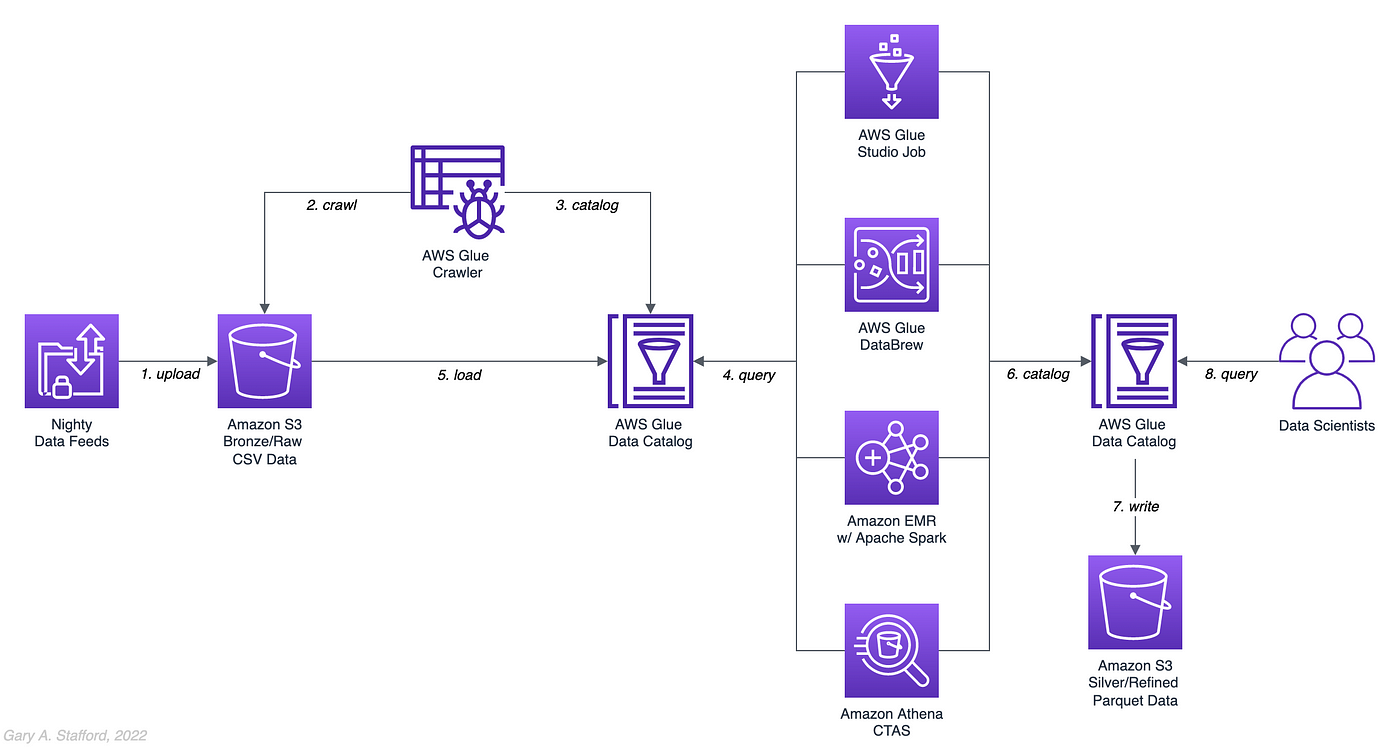 AWS Glue
Studio Job
2. crawl
3. catalog
AWS Glue
Crawler
AWS Glue
DataBrew
1. upload
5. load
4. query
6. catalog
8. query
Nighty
Data Feeds
Amazon S3
Bronze/Raw
CSV Data
AWS Glue
Data Catalog
AWS Glue
Data Catalog
Data Scientists
7. write
Amazon EMR
w/ Apache Spark
Amazon S3
Silver/Refined
Parquet Data
Amazon Athena
CTAS
Gary A. Stafford, 2022